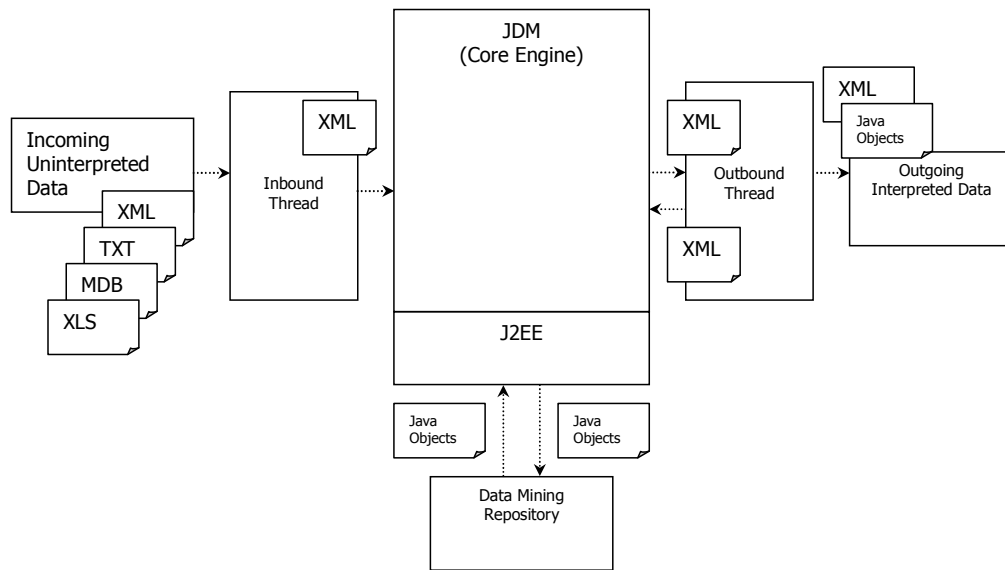 JDM
(Core Engine)
Incoming
Uninterpreted
Data
XML
TXT
MDB
XLS
XML
Inbound
Thread
J2EE
Java
Objects
Java
Objects
Data Mining
Repository
XML
Outbound
Thread
XML
XML
Java
Objects
Outgoing
Interpreted Data